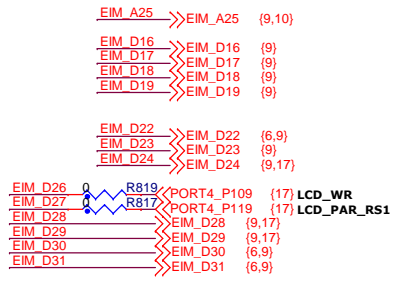 EIM_A25 EIM_A25 {9,10}
EIM_D16 EIM_D16 {9}
EIM_D17 EIM_D17 {9}
EIM_D18 EIM_D18 {9}
EIM_D19 EIM_D19 {9}
EIM_D22 EIM_D22 {6,9}
EIM_D23 EIM_D23 {9}
EIM_D24 EIM_D24 {9,17}
EIM_D26 0 R819 PORT4_P109 {17} LCD_WR
EIM_D27 0 R817 PORT4_P119 {17} LCD_PAR_RS1
EIM_D28 EIM_D28 {9,17}
EIM_D29 EIM_D29 {9,17}
EIM_D30 EIM_D30 {6,9}
EIM_D31 EIM_D31 {6,9}